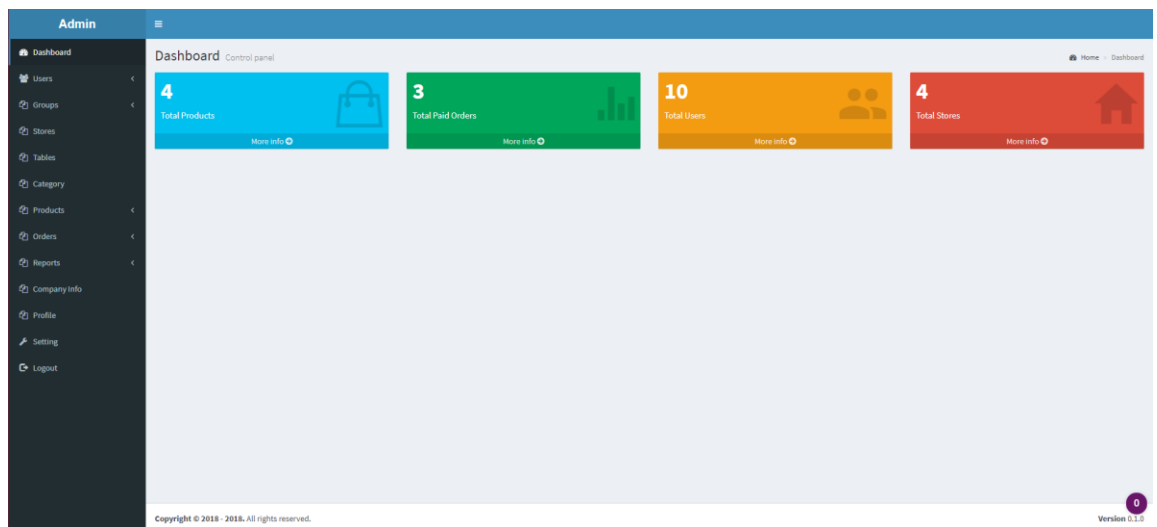 Admin
Dashboard
Users
Groups
Stores
Tables
Category
Products
Orders
Reports
Company Info
Profile
Setting
Logout
Dashboard Control panel
Home > Dashboard
4
Total Products
More info
3
Total Paid Orders
More info
10
Total Users
More info
4
Total Stores
More info
0
Copyright © 2018 - 2018. All rights reserved.
Version 0.1.0